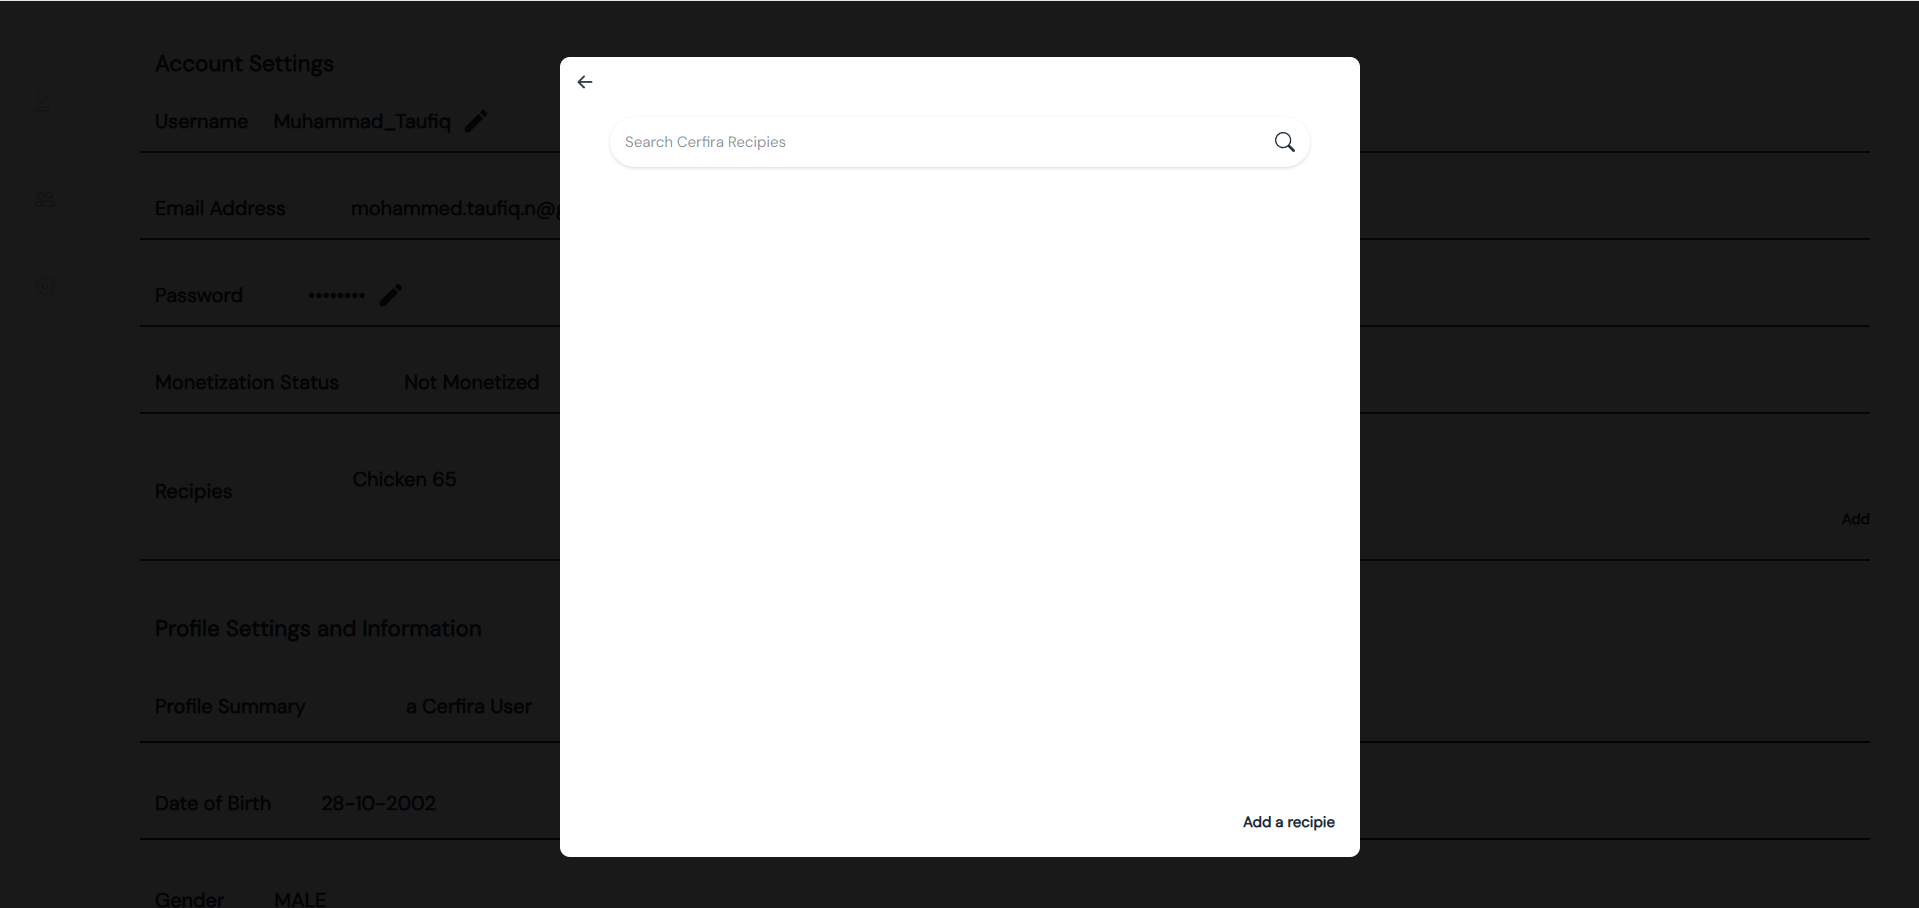 Account Settings
Username Muhammad_Taufiq
Email Address mohammed.taufiq.n@g
Password ••••••••
Monetization Status Not Monetized
Recipies Chicken 65
Add
Profile Settings and Information
Profile Summary a Cerfira User
Date of Birth 28-10-2002
Gender MALE
Search Cerfira Recipies
Add a recipie